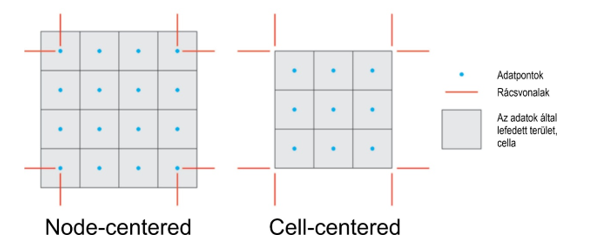 Adatpontok
Rácsvonalak
Az adatok által
lefedett terület,
cella
Node-centered
Cell-centered